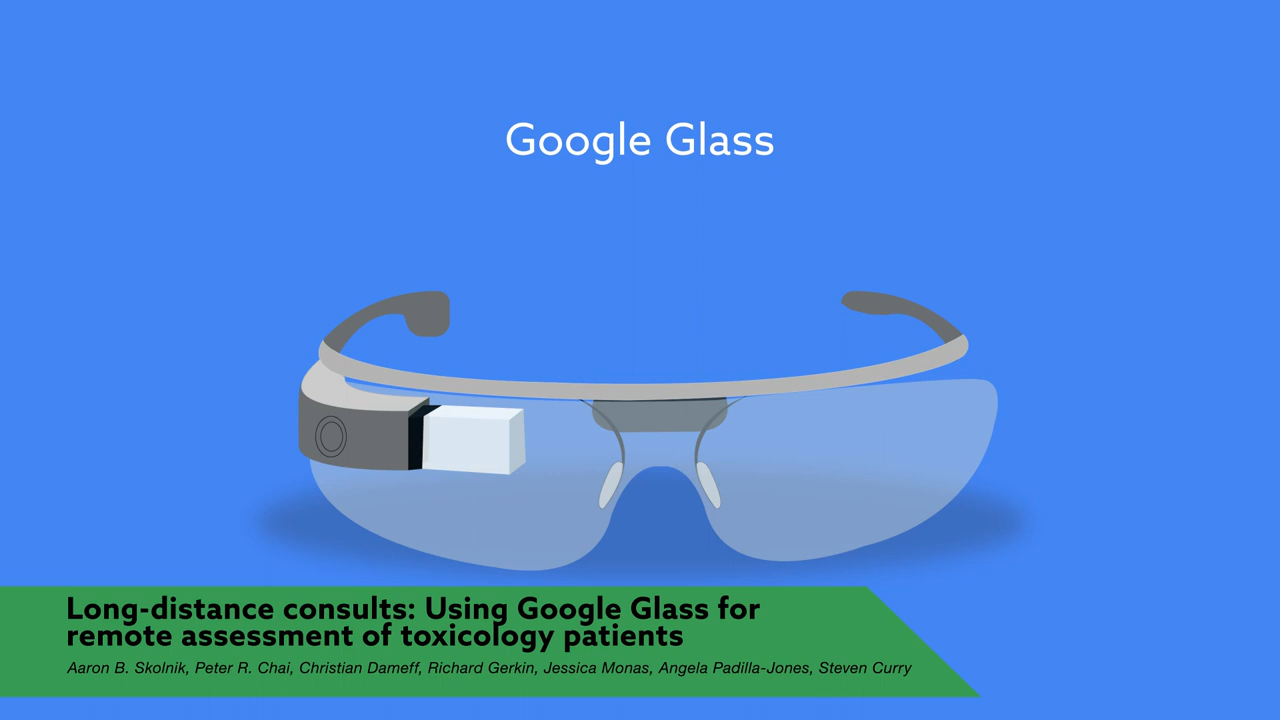 Google Glass
Long-distance consults: Using Google Glass for
remote assessment of toxicology patients
Aaron B. Skolnik, Peter R. Chai, Christian Dameff, Richard Gerkin, Jessica Monas, Angela Padilla-Jones, Steven Curry